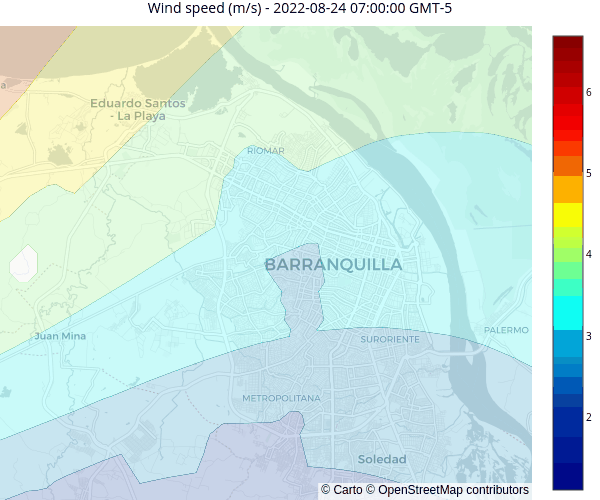 Wind speed (m/s) - 2022-08-24 07:00:00 GMT-5
a
Eduardo Santos
- La Playa
RIOMAR
BARRANQUILLA
Juan Mina
SURORIENTE
PALERMO
METROPOLITANA
Soledad
© Carto © OpenStreetMap contributors
6
5
4
3
2